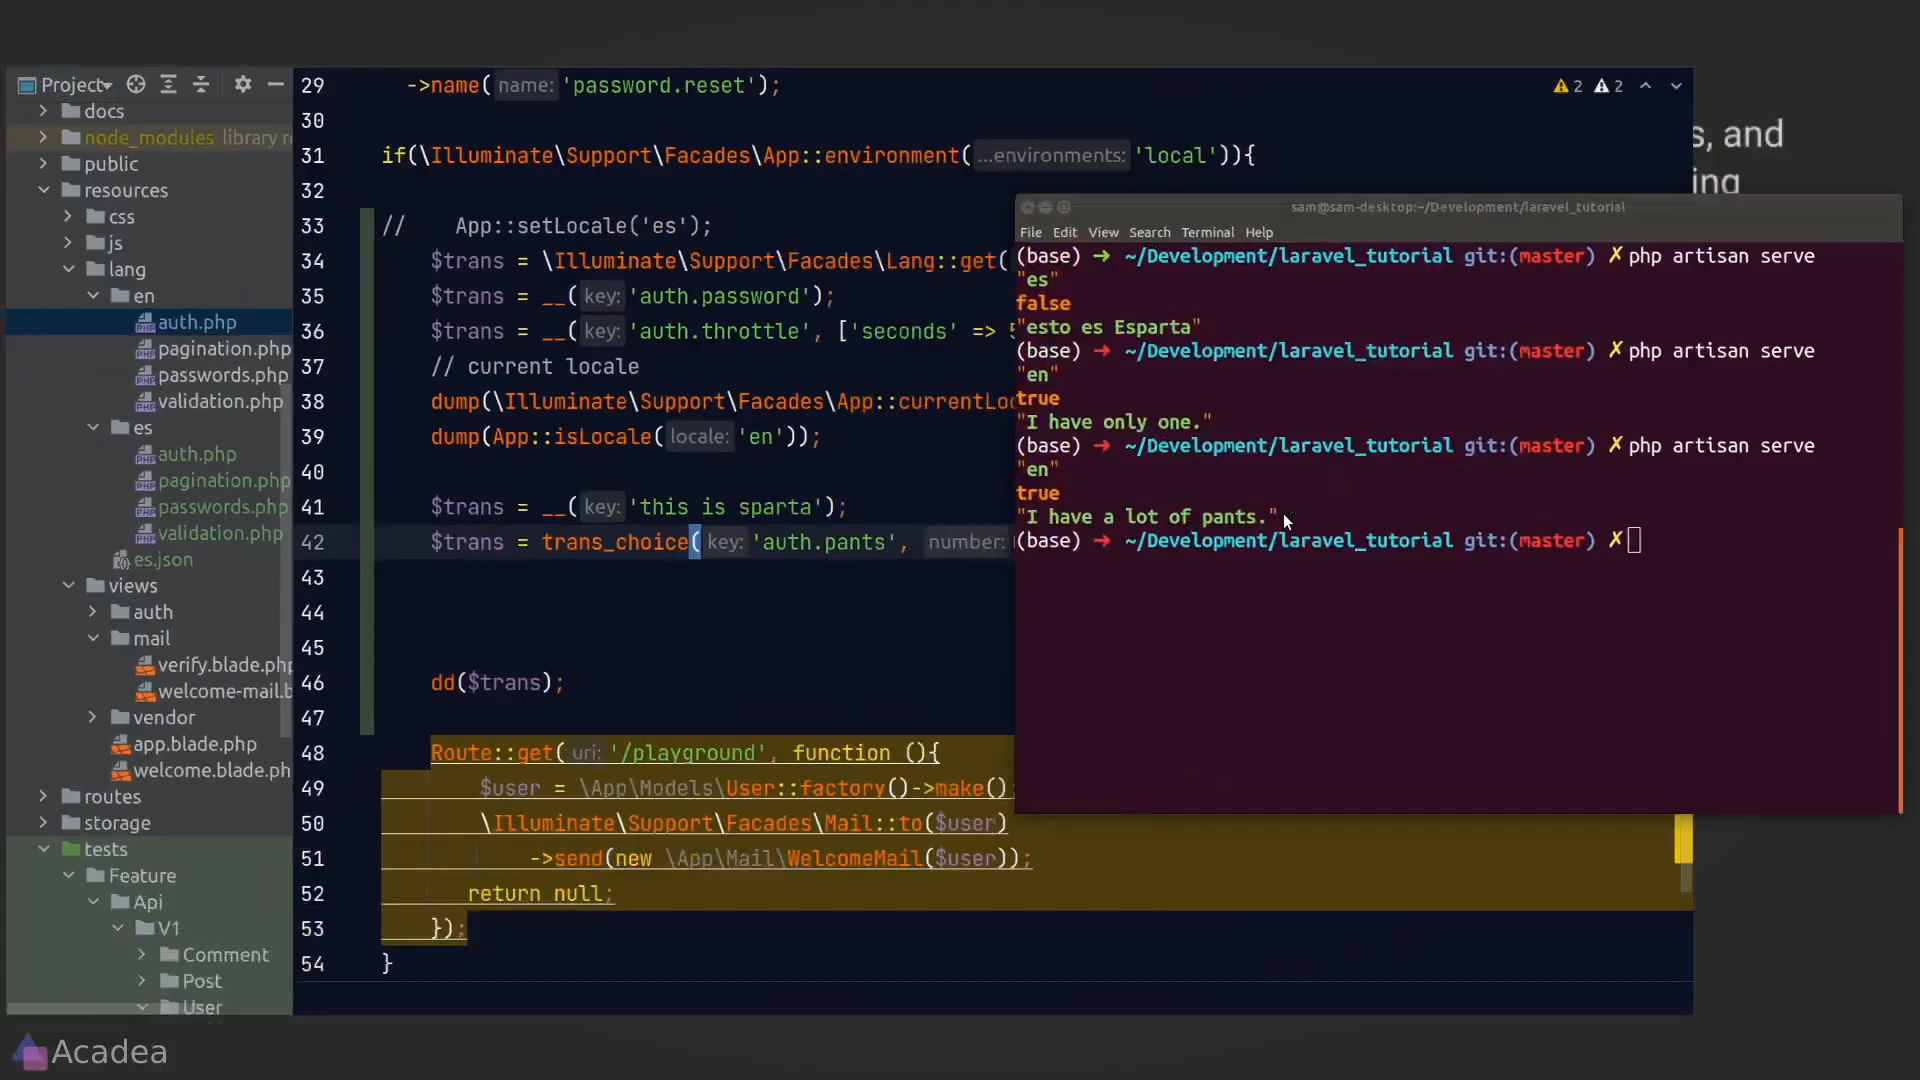 Project
docs
node_modules library r
public
resources
css
js
lang
en
auth.php
pagination.php
passwords.php
validation.php
es
auth.php
pagination.php
passwords.php
validation.php
es.json
views
auth
mail
verify.blade.php
welcome-mail.b
vendor
app.blade.php
welcome.blade.ph
routes
storage
tests
Feature
Api
V1
Comment
Post
User
29 ->name( name: 'password.reset');
30
31 if(\Illuminate\Support\Facades\App::environment( ...environments: 'local')){
32
33 // App::setLocale('es');
34 $trans = \Illuminate\Support\Facades\Lang::get(
35 $trans = __( key: 'auth.password');
36 $trans = __( key: 'auth.throttle', ['seconds' => 5
37 // current locale
38 dump(\Illuminate\Support\Facades\App::currentLoc
39 dump(App::isLocale( locale: 'en'));
40
41 $trans = __( key: 'this is sparta');
42 $trans = trans_choice( key: 'auth.pants', number:
43
44
45
46 dd($trans);
47
48 Route::get( uri: '/playground', function (){
49 $user = \App\Models\User::factory()->make();
50 \Illuminate\Support\Facades\Mail::to($user)
51 ->send(new \App\Mail\WelcomeMail($user));
52 return null;
53 });
54 }
2 2
s, and
ing
sam@sam-desktop:~/Development/laravel_tutorial
File Edit View Search Terminal Help
(base) ➜ ~/Development/laravel_tutorial git:(master) ✗ php artisan serve
"es"
false
"esto es Esparta"
(base) ➜ ~/Development/laravel_tutorial git:(master) ✗ php artisan serve
"en"
true
"I have only one."
(base) ➜ ~/Development/laravel_tutorial git:(master) ✗ php artisan serve
"en"
true
"I have a lot of pants."
(base) ➜ ~/Development/laravel_tutorial git:(master) ✗
Acadea